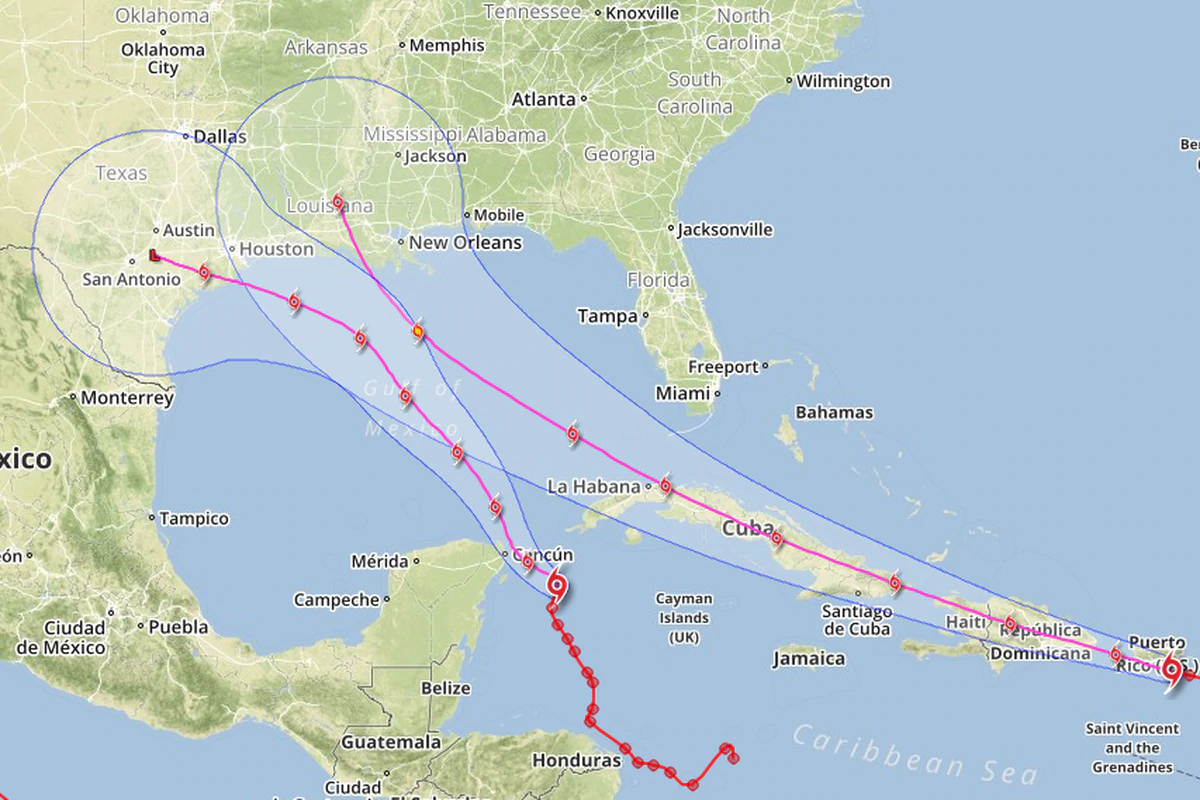 Tennessee
Knoxville
North
Carolina
Oklahoma
Oklahoma
City
Arkansas
Memphis
South
Carolina
Wilmington
Atlanta
Dallas
Mississippi
Alabama
Jackson
Georgia
Texas
Louisiana
Mobile
Austin
Houston
New Orleans
Jacksonville
San Antonio
Florida
Tampa
Freeport
Miami
Monterrey
Gulf of
Mexico
Bahamas
xico
La Habana
Tampico
Cuba
eón
Mérida
Cancún
Campeche
Cayman
Islands
(UK)
Santiago
de Cuba
Haiti
República
Dominicana
Puerto
Ciudad
de México
Puebla
Jamaica
Belize
Saint Vincent
and the
Grenadines
Guatemala
Honduras
Caribbean Sea
Ciudad